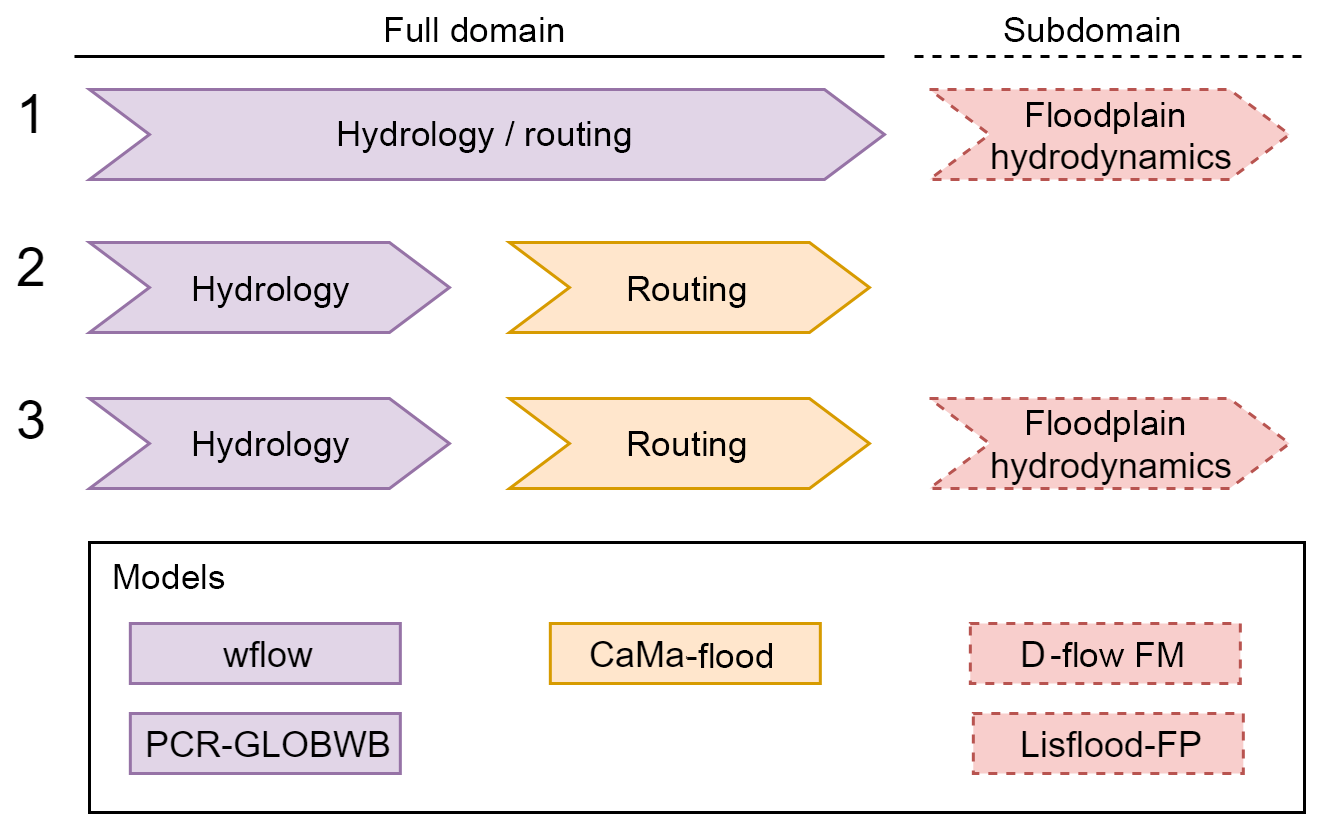 Full domain
Subdomain
1
Hydrology / routing
Floodplain
hydrodynamics
2
Hydrology
Routing
3
Hydrology
Routing
Floodplain
hydrodynamics
Models
wflow
CaMa-flood
D-flow FM
PCR-GLOBWB
Lisflood-FP